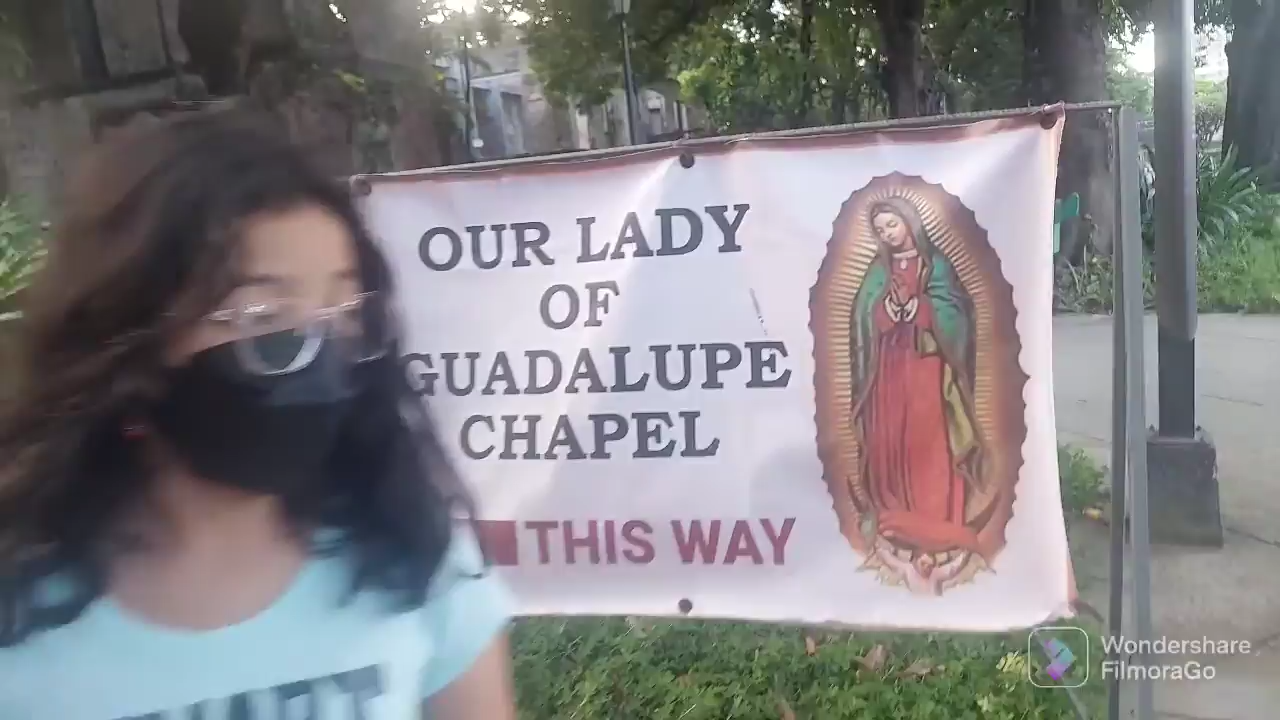 OUR LADY
OF
GUADALUPE
CHAPEL
THIS WAY
Wondershare
FilmoraGo